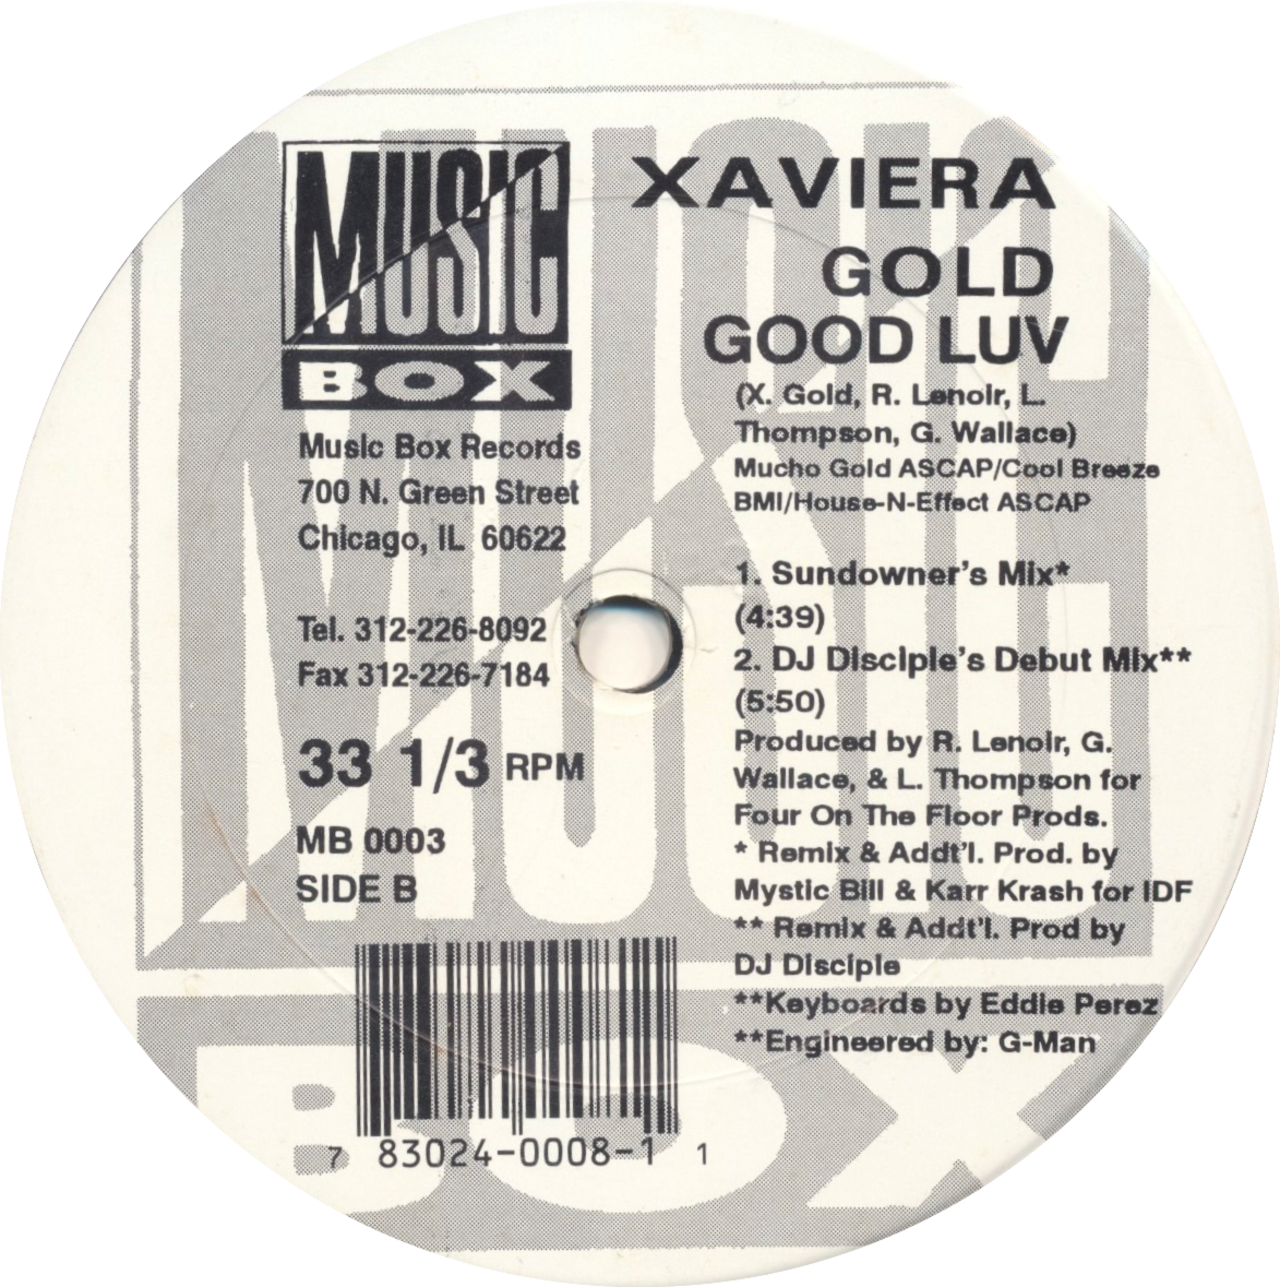 MUSIC
BOX
Music Box Records
700 N. Green Street
Chicago, IL 60622
Tel. 312-226-8092
Fax 312-226-7184
33 1/3 RPM
MB 0003
SIDE B
7 83024-0008-1 1
XAVIERA
GOLD
GOOD LUV
(X. Gold, R. Lenoir, L.
Thompson, G. Wallace)
Mucho Gold ASCAP/Cool Breeze
BMI/House-N-Effect ASCAP
1. Sundowner's Mix*
(4:39)
2. DJ Disciple's Debut Mix**
(5:50)
Produced by R. Lenoir, G.
Wallace, & L. Thompson for
Four On The Floor Prods.
* Remix & Addt'l. Prod. by
Mystic Bill & Karr Krash for IDF
** Remix & Addt'l. Prod by
DJ Disciple
**Keyboards by Eddie Perez
**Engineered by: G-Man
MUSIC
BOX